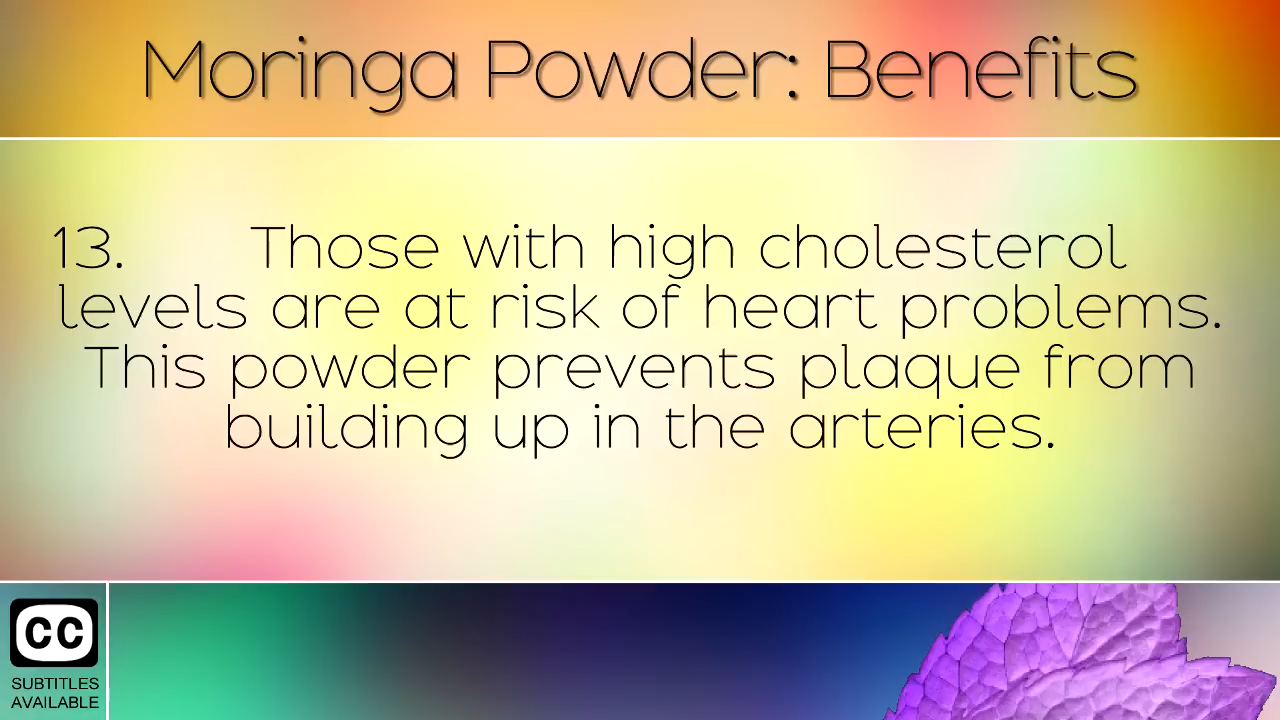 Moringa Powder: Benefits
13. Those with high cholesterol
levels are at risk of heart problems.
This powder prevents plaque from
building up in the arteries.
CC
SUBTITLES
AVAILABLE